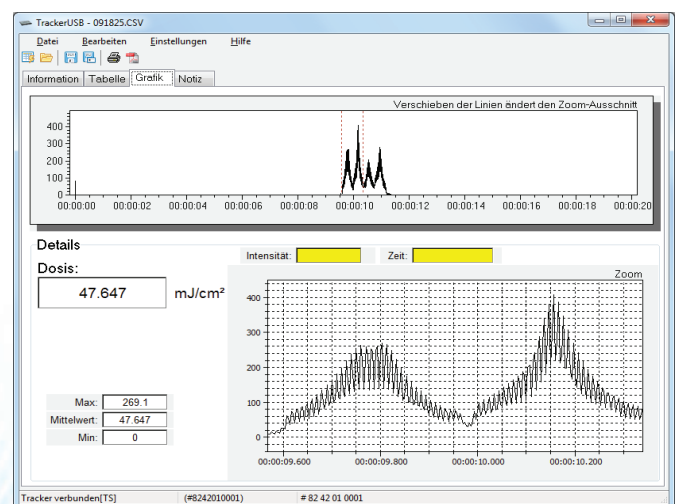 TrackerUSB - 091825.CSV
Datei Bearbeiten Einstellungen Hilfe
Information Tabelle Grafik Notiz
Verschieben der Linien ändert den Zoom-Ausschnitt
400
300
200
100
0
00:00:00 00:00:02 00:00:04 00:00:06 00:00:08 00:00:10 00:00:12 00:00:14 00:00:16 00:00:18 00:00:20
Details
Intensität: Zeit:
Dosis:
Zoom
47.647 mJ/cm²
400
300
200
100
0
Max: 269.1
Mittelwert: 47.647
Min: 0
00:00:09.600 00:00:09.800 00:00:10.000 00:00:10.200
Tracker verbunden[TS] (#8242010001) # 82 42 01 0001